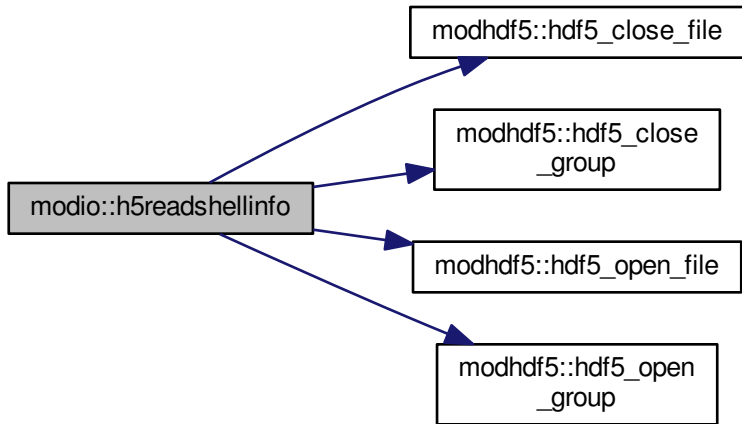 modhdf5::hdf5_close_file
modhdf5::hdf5_close
_group
modio::h5readshellinfo
modhdf5::hdf5_open_file
modhdf5::hdf5_open
_group